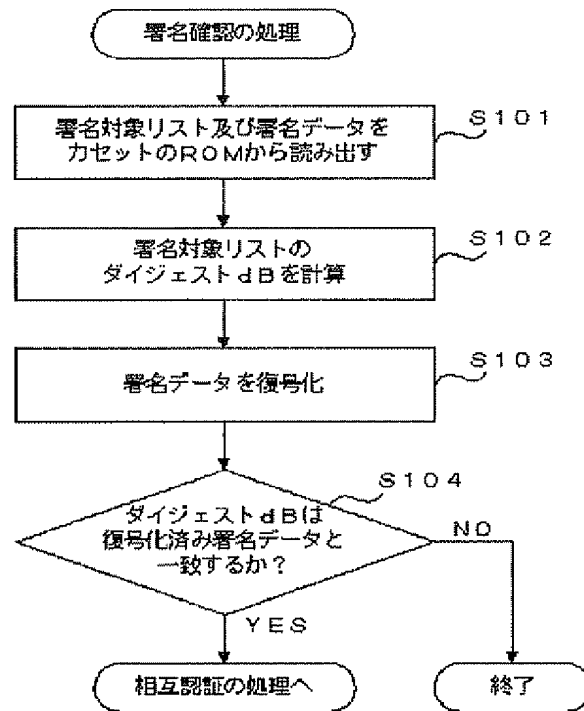 署名確認の処理
署名対象リスト及び署名データを
カセットのROMから読み出す
S101
署名対象リストの
ダイジェストdBを計算
S102
署名データを復号化
S103
S104
ダイジェストdBは
復号化済み署名データと
一致するか?
NO
YES
相互認証の処理へ
終了